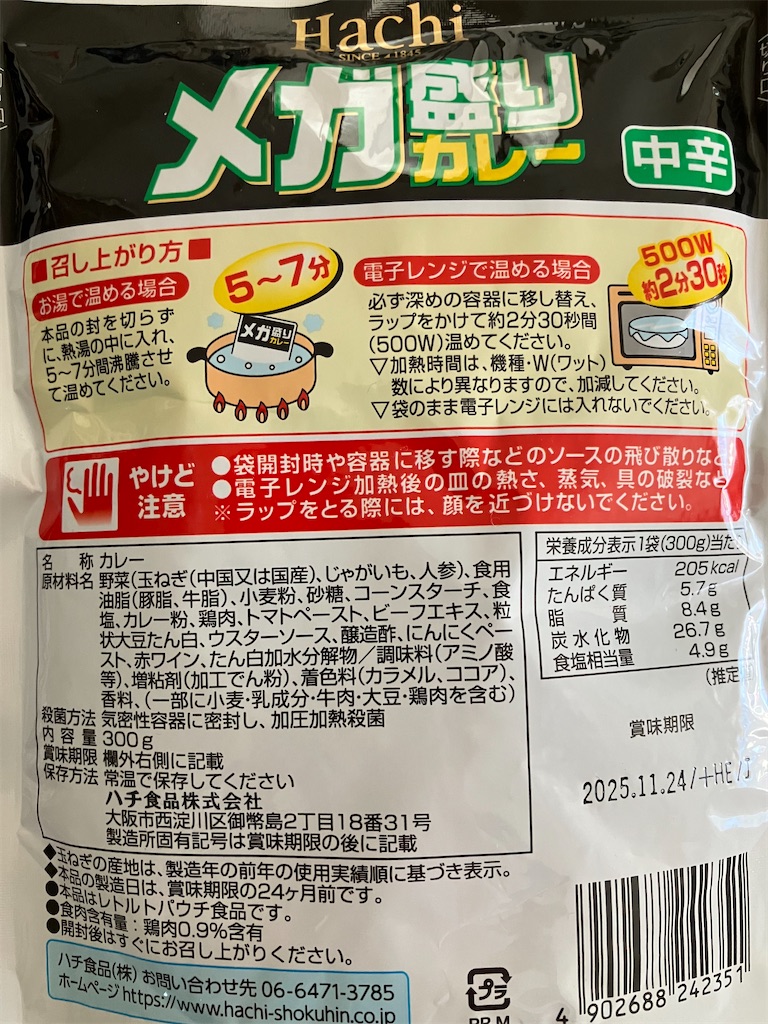 Hachi
SINCE 1845
メガ盛り
カレー
中辛
■召し上がり方■
お湯で温める場合
5〜7分
本品の封を切らず
に、熱湯の中に入れ、
5〜7分間沸騰させ
て温めてください。
メガ盛り
カレー
電子レンジで温める場合
500W
約2分30秒
必ず深めの容器に移し替え、
ラップをかけて約2分30秒間
(500W)温めてください。
▽加熱時間は、機種・W(ワット)
数により異なりますので、加減してください。
▽袋のまま電子レンジには入れないでください。
やけど
注意
●袋開封時や容器に移す際などのソースの飛び散りなど
●電子レンジ加熱後の皿の熱さ、蒸気、具の破裂など
※ラップをとる際には、顔を近づけないでください。
名 称 カレー
原材料名 野菜(玉ねぎ(中国又は国産)、じゃがいも、人参)、食用
油脂(豚脂、牛脂)、小麦粉、砂糖、コーンスターチ、食
塩、カレー粉、鶏肉、トマトペースト、ビーフエキス、粒
状大豆たん白、ウスターソース、醸造酢、にんにくペー
スト、赤ワイン、たん白加水分解物／調味料(アミノ酸
等)、増粘剤(加工でん粉)、着色料(カラメル、ココア)、
香料、(一部に小麦・乳成分・牛肉・大豆・鶏肉を含む)
殺菌方法 気密性容器に密封し、加圧加熱殺菌
内容量 300g
賞味期限 欄外右側に記載
保存方法 常温で保存してください
ハチ食品株式会社
大阪市西淀川区御幣島2丁目18番31号
製造所固有記号は賞味期限の後に記載
栄養成分表示1袋(300g)当た
エネルギー 205kcal
たんぱく質 5.7g
脂質 8.4g
炭水化物 26.7g
食塩相当量 4.9g
(推定
賞味期限
2025.11.24/+HE/I
◆玉ねぎの産地は、製造年の前年の使用実績順に基づき表示。
◆本品の製造日は、賞味期限の24ヶ月前です。
●本品はレトルトパウチ食品です。
●食肉含有量：鶏肉0.9%含有
●開封後はすぐにお召し上がりください。
ハチ食品(株) お問い合わせ先 06-6471-3785
ホームページ https://www.hachi-shokuhin.co.jp
プラ
PP,M
4 902688 242351